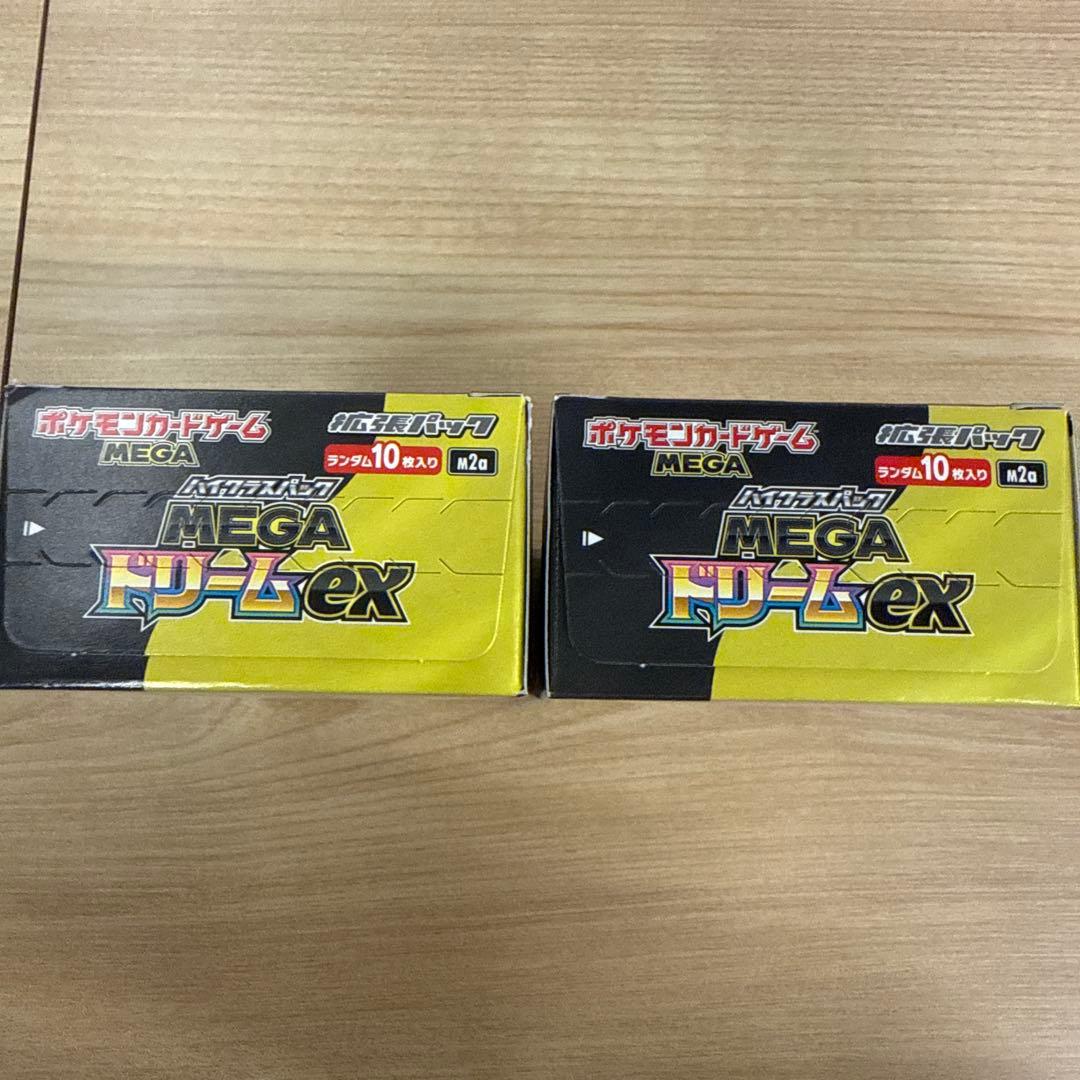 ポケモンカードゲーム
MEGA
拡張パック
ランダム10枚入り
M2a
ハイクラスパック
MEGA
ドリームex
ポケモンカードゲーム
MEGA
拡張パック
ランダム10枚入り
M2a
ハイクラスパック
MEGA
ドリームex